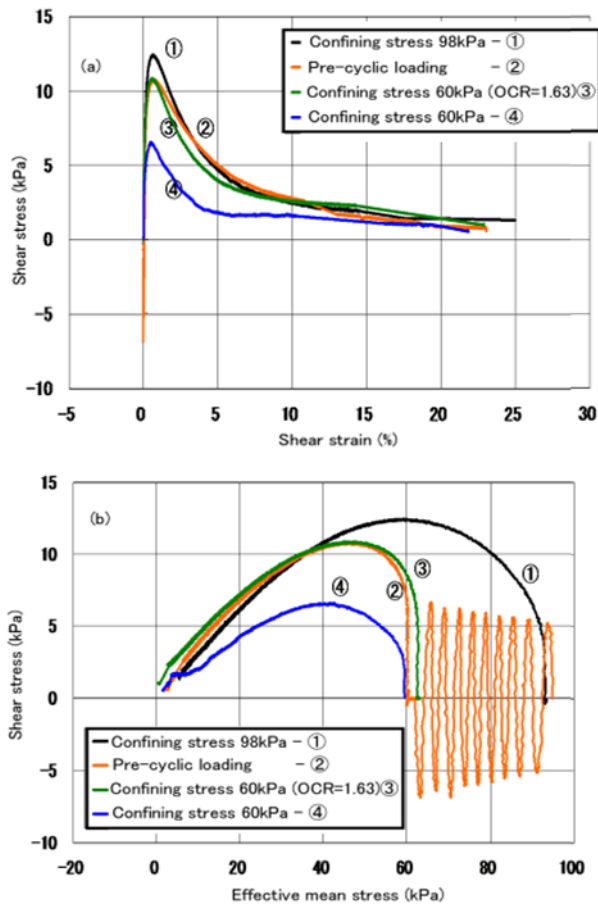 15
10
5
0
−5
−10
−5
0
5
10
15
20
25
30
Shear stress (kPa)
Shear strain (%)
(a)
①
②
③
④
Confining stress 98kPa − ①
Pre-cyclic loading − ②
Confining stress 60kPa (OCR=1.63)③
Confining stress 60kPa − ④
15
10
5
0
−5
−10
−20
0
20
40
60
80
100
Shear stress (kPa)
Effective mean stress (kPa)
(b)
④
②
③
①
Confining stress 98kPa − ①
Pre-cyclic loading − ②
Confining stress 60kPa (OCR=1.63)③
Confining stress 60kPa − ④